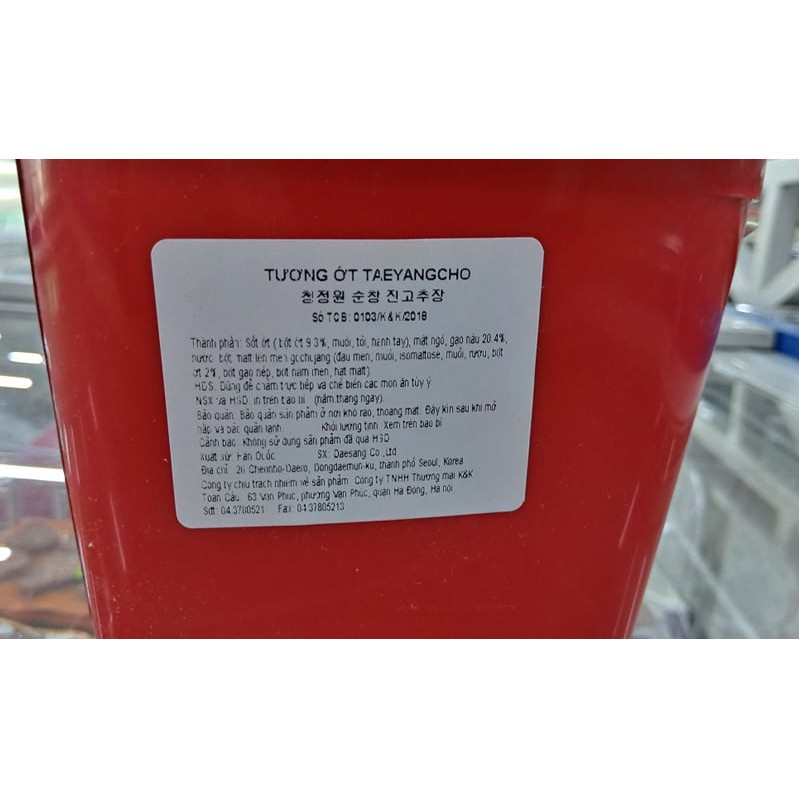 TƯƠNG ỚT TAEYANGCHO
청정원 순창 진고추장
Số TCB: 0103/K&K/2018
Thành phần: Sốt ớt ( bột ớt 9.3%, muối, tỏi, hành tây), mật ngô, gạo nâu 20.4%,
nước, bột, matt lên men gochujang (đậu men, muối, isomaltose, muối, rượu, bột
ớt 2%, bột gạo nếp, bột nấm men, hạt matt).
HDS: Dùng để chấm trực tiếp và chế biến các món ăn tùy ý.
NSX và HSD: in trên bao bì (năm tháng ngày).
Bảo quản: Bảo quản sản phẩm ở nơi khô ráo, thoáng mát. Đậy kín sau khi mở
nắp và bảo quản lạnh. Khối lượng tịnh: Xem trên bao bì
Cảnh báo: Không sử dụng sản phẩm đã quá HSD
Xuất xứ: Hàn Quốc SX: Daesang Co.,Ltd
Địa chỉ: 26 Cheonho-Daero, Dongdaemun-ku, thành phố Seoul, Korea
Công ty chịu trách nhiệm về sản phẩm: Công ty TNHH Thương mại K&K
Toàn Cầu. 63 Vạn Phúc, phường Vạn Phúc, quận Hà Đông, Hà nội
Sđt: 04.3780521 Fax: 04.37805213